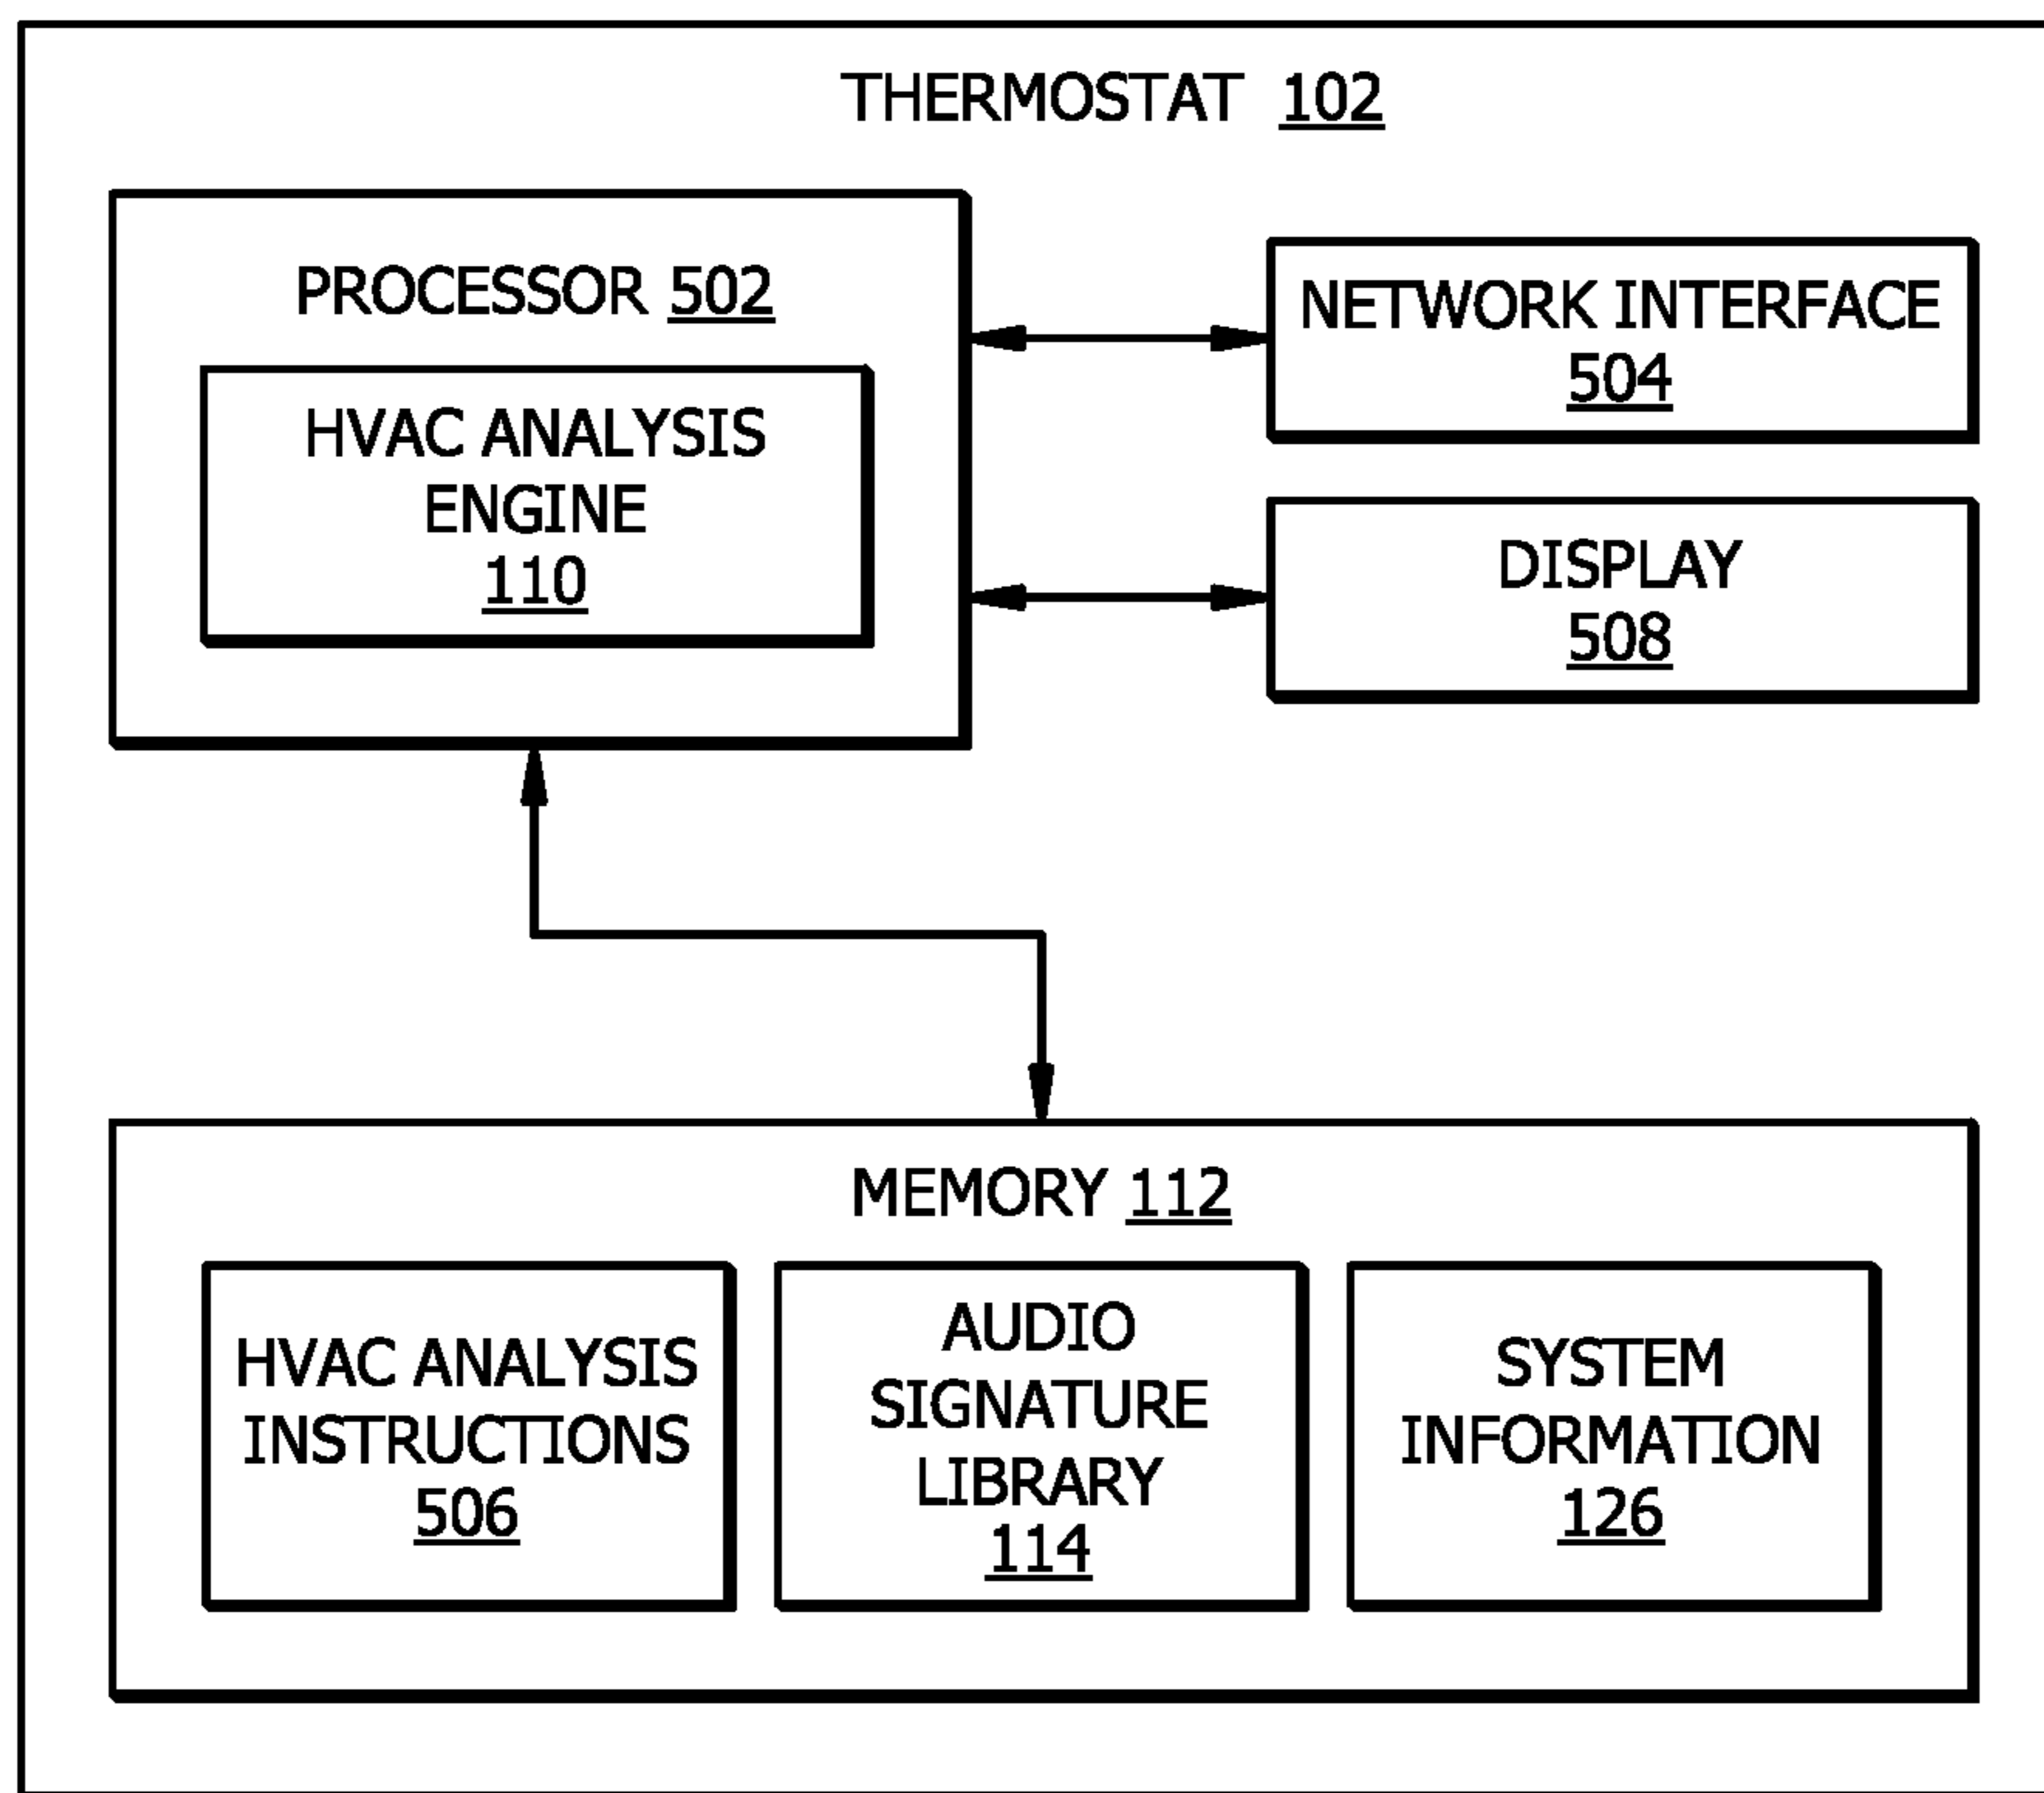 THERMOSTAT 102
PROCESSOR 502
HVAC ANALYSIS
ENGINE
110
NETWORK INTERFACE
504
DISPLAY
508
MEMORY 112
HVAC ANALYSIS
INSTRUCTIONS
506
AUDIO
SIGNATURE
LIBRARY
114
SYSTEM
INFORMATION
126